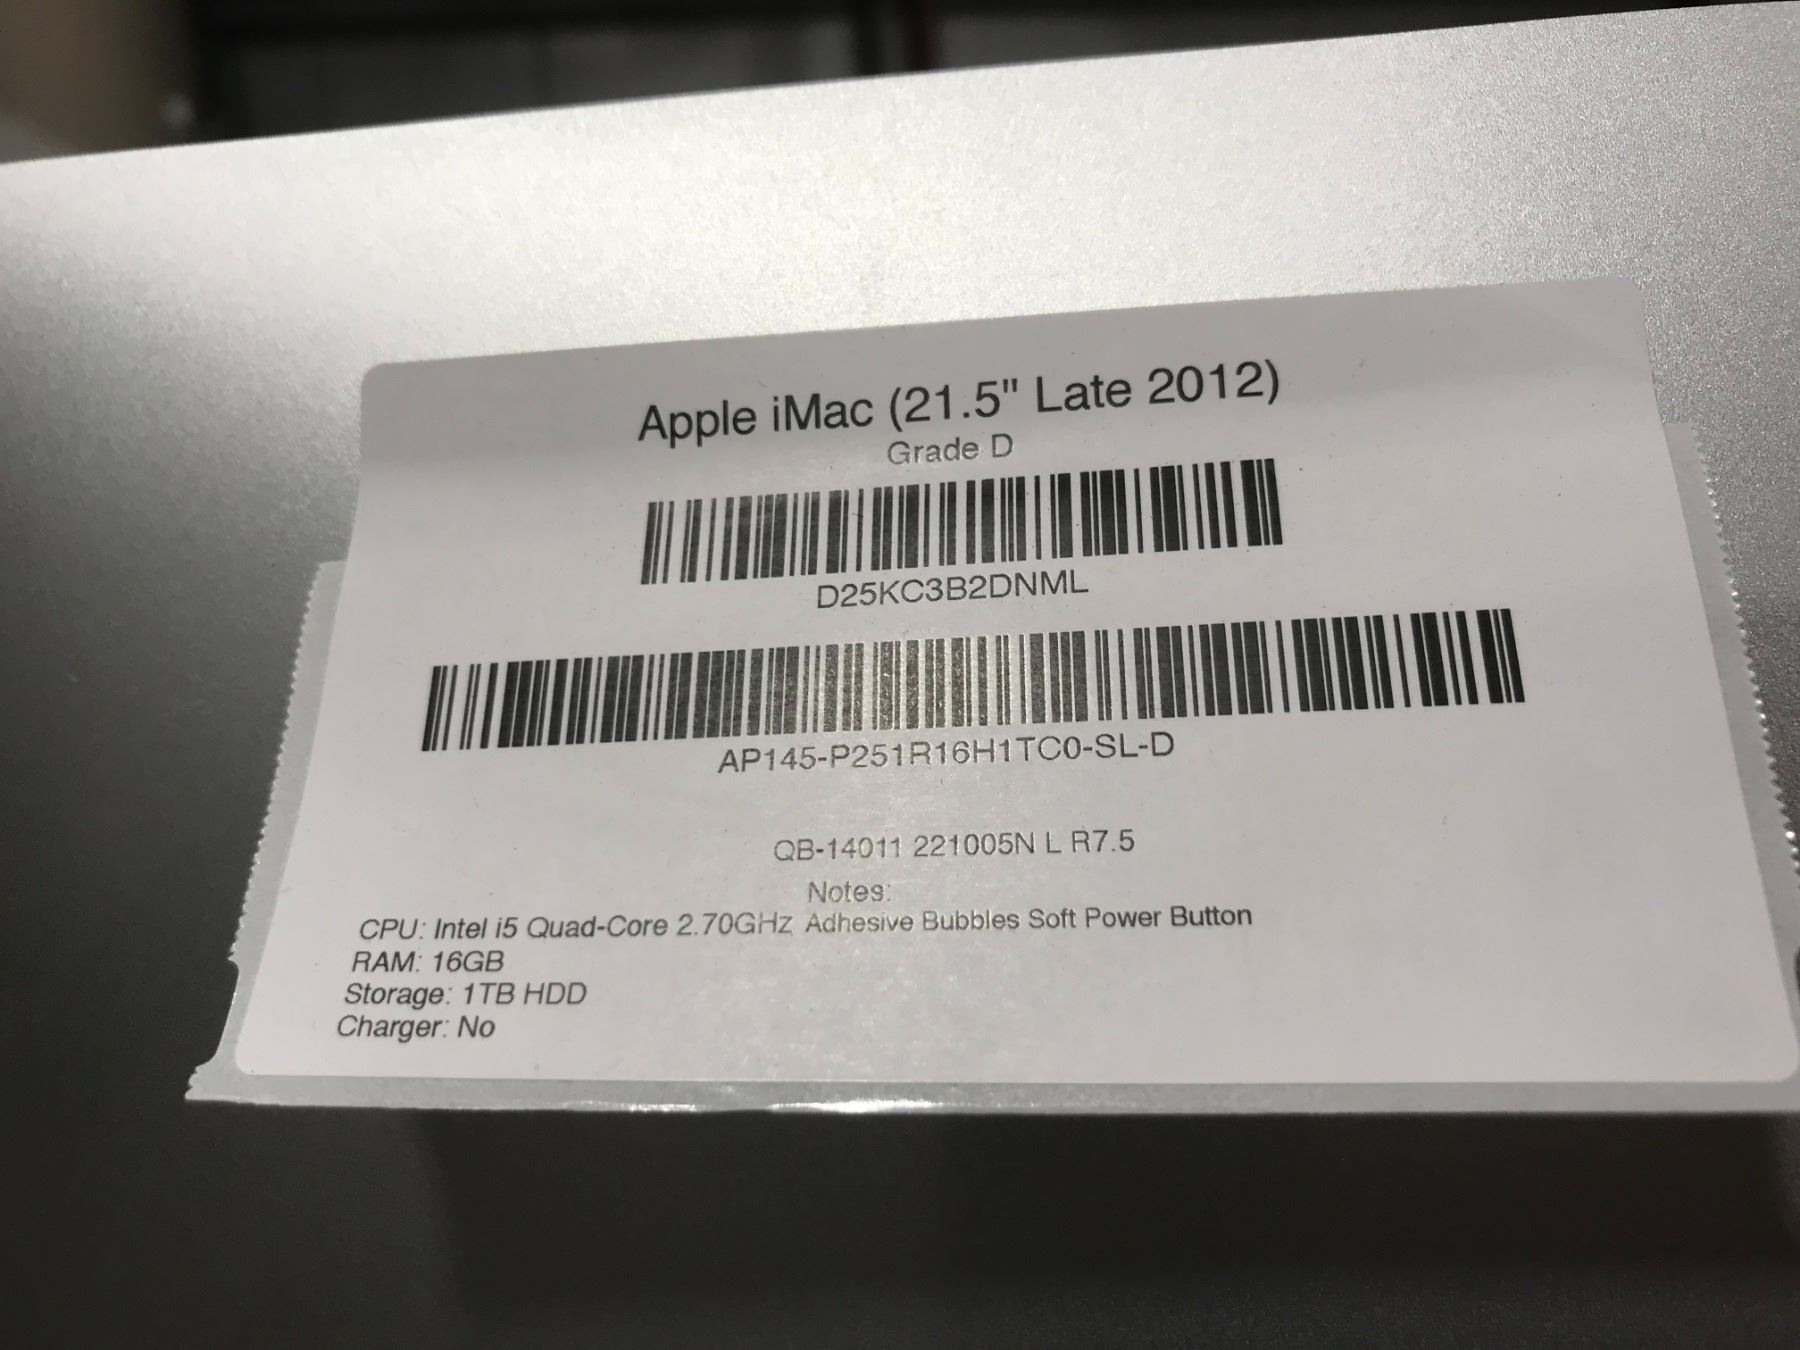 Apple iMac (21.5" Late 2012)
Grade D
D25KC3B2DNML
AP145-P251R16H1TC0-SL-D
QB-14011 221005N L R7.5
Notes:
CPU: Intel i5 Quad-Core 2.70GHz Adhesive Bubbles Soft Power Button
RAM: 16GB
Storage: 1TB HDD
Charger: No